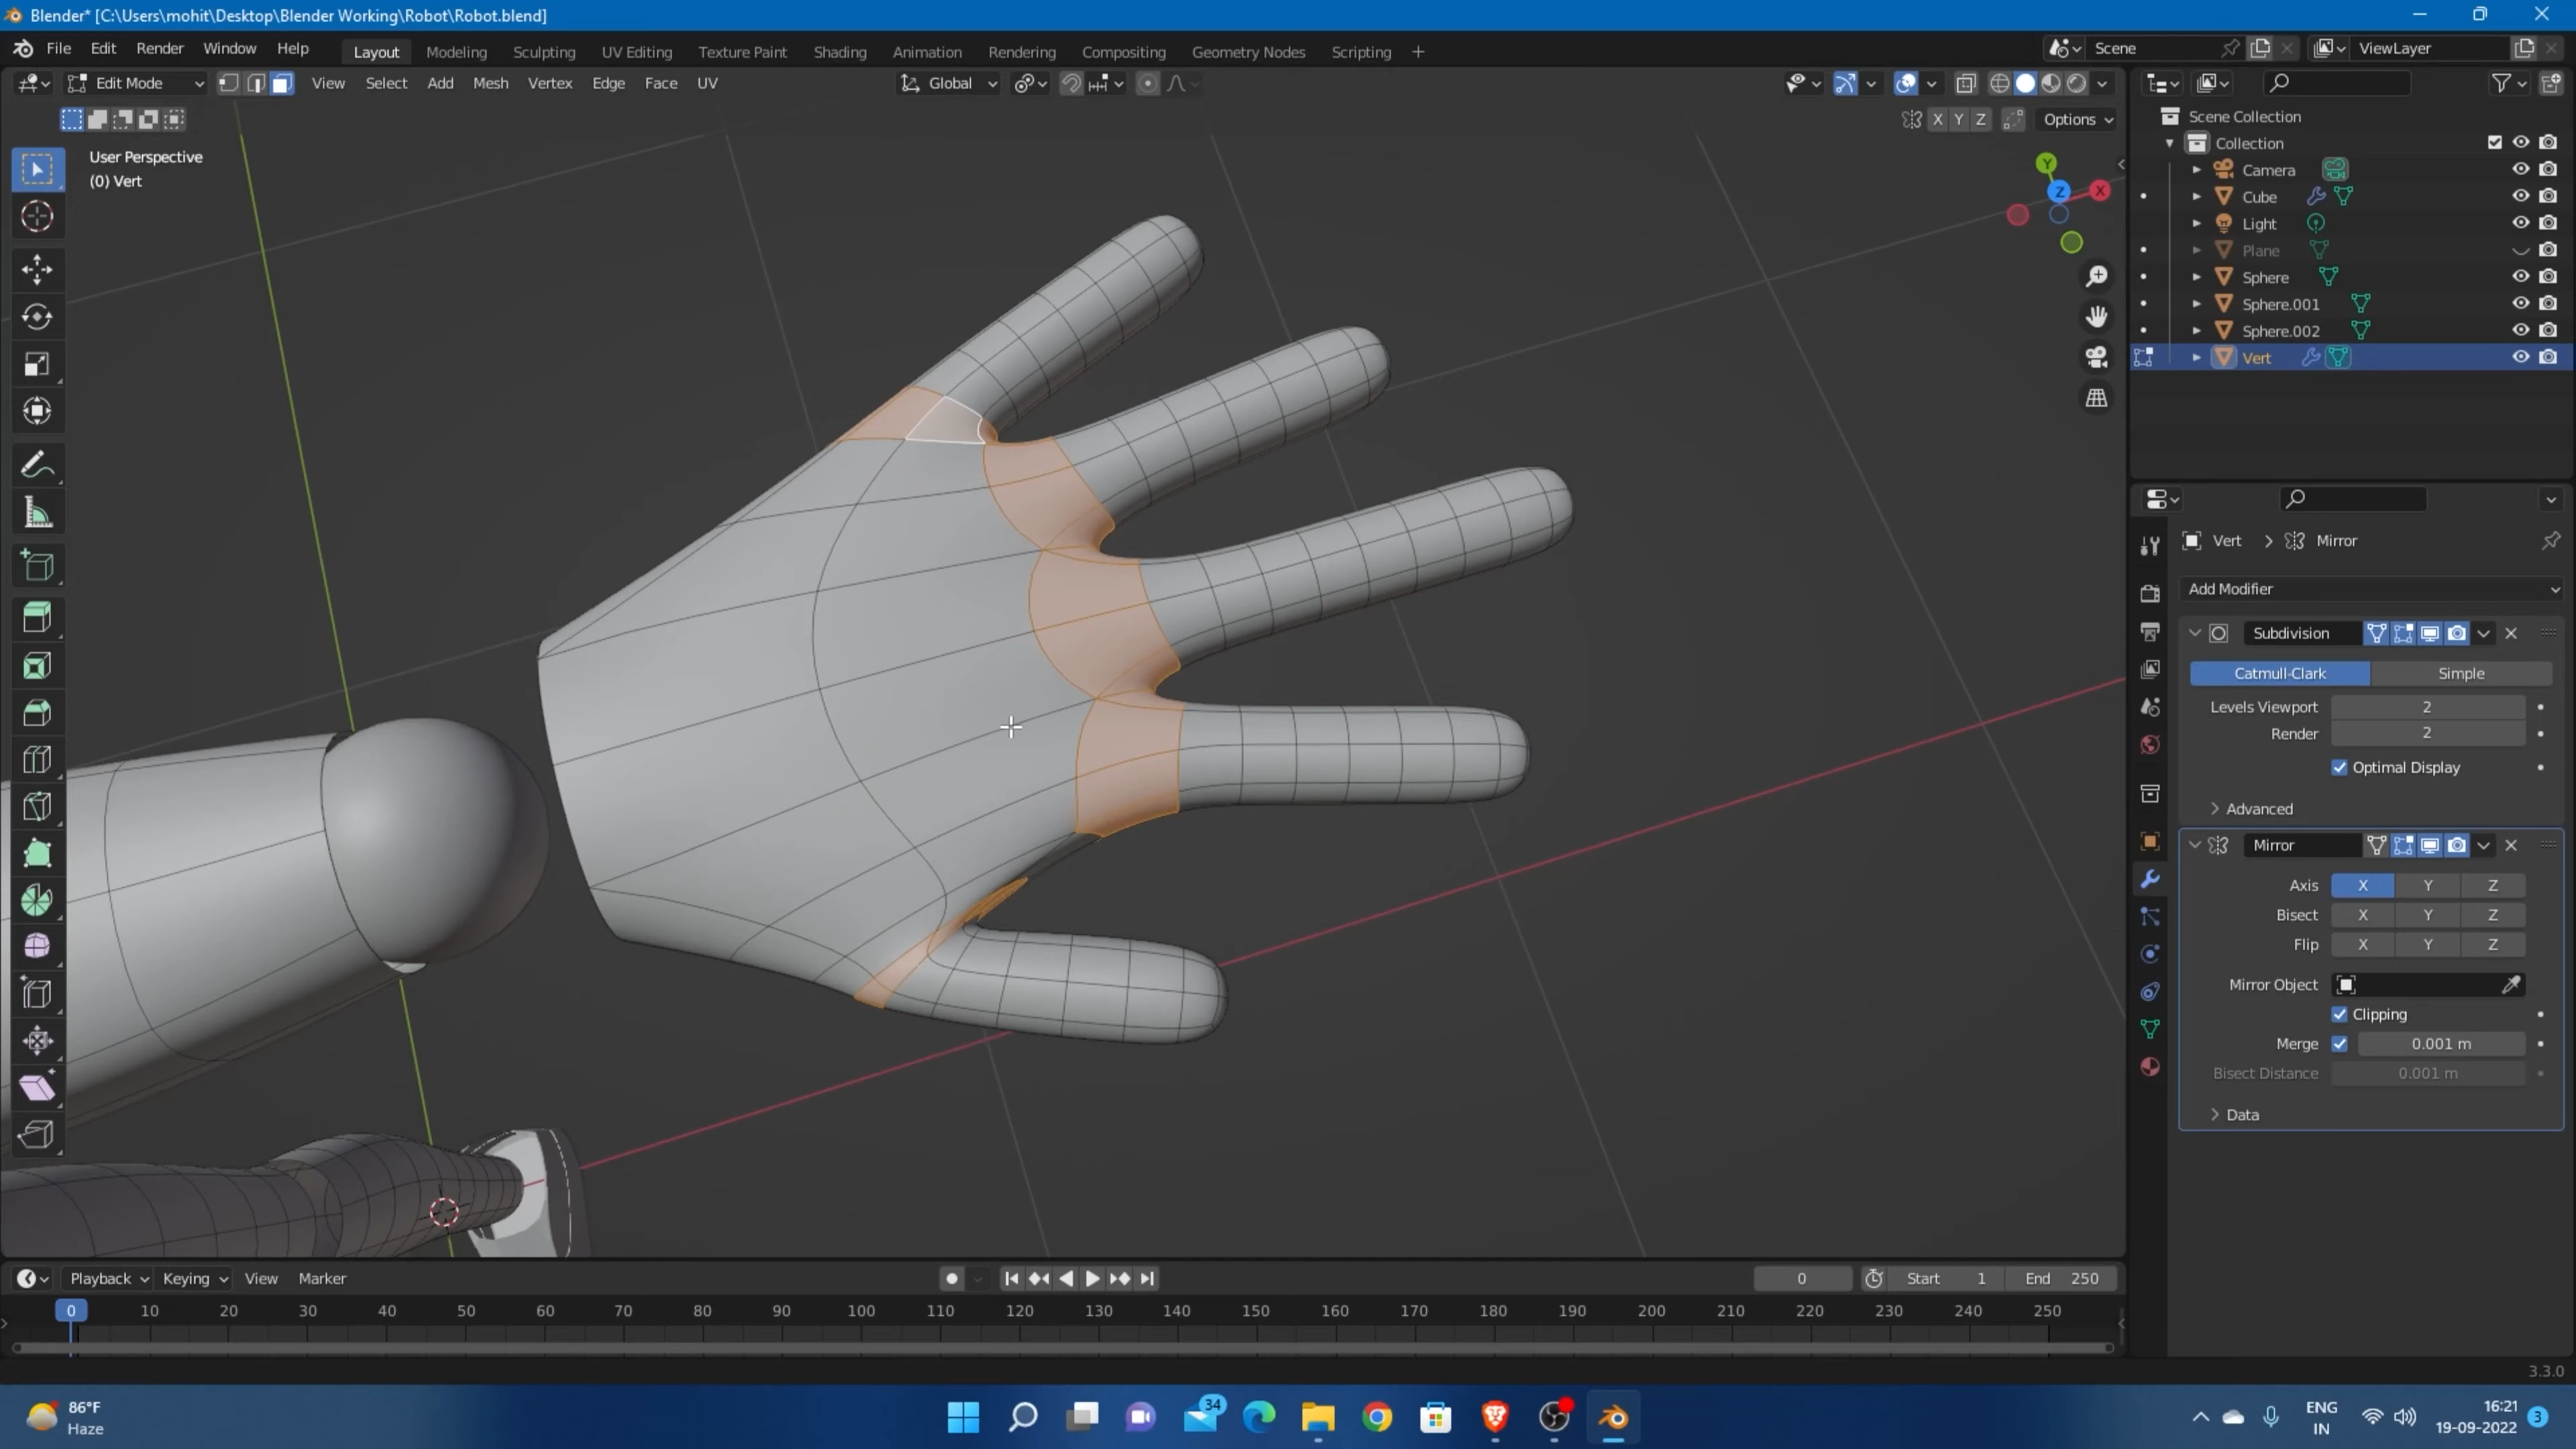 Blender* [C:\Users\mohit\Desktop\Blender Working\Robot\Robot.blend]
File Edit Render Window Help Layout Modeling Sculpting UV Editing Texture Paint Shading Animation Rendering Compositing Geometry Nodes Scripting + Scene ViewLayer
Edit Mode View Select Add Mesh Vertex Edge Face UV Global
X Y Z Options
User Perspective
(0) Vert
Y
Z X
Scene Collection
Collection
Camera
Cube
Light
Plane
Sphere
Sphere.001
Sphere.002
Vert
Vert > Mirror
Add Modifier
Subdivision
Catmull-Clark Simple
Levels Viewport 2
Render 2
Optimal Display
Advanced
Mirror
Axis X Y Z
Bisect X Y Z
Flip X Y Z
Mirror Object
Clipping
Merge 0.001 m
Bisect Distance 0.001 m
Data
Playback Keying View Marker 0 Start 1 End 250
0 10 20 30 40 50 60 70 80 90 100 110 120 130 140 150 160 170 180 190 200 210 220 230 240 250
3.3.0
86°F
Haze
34
ENG
IN
16:21
19-09-2022
3